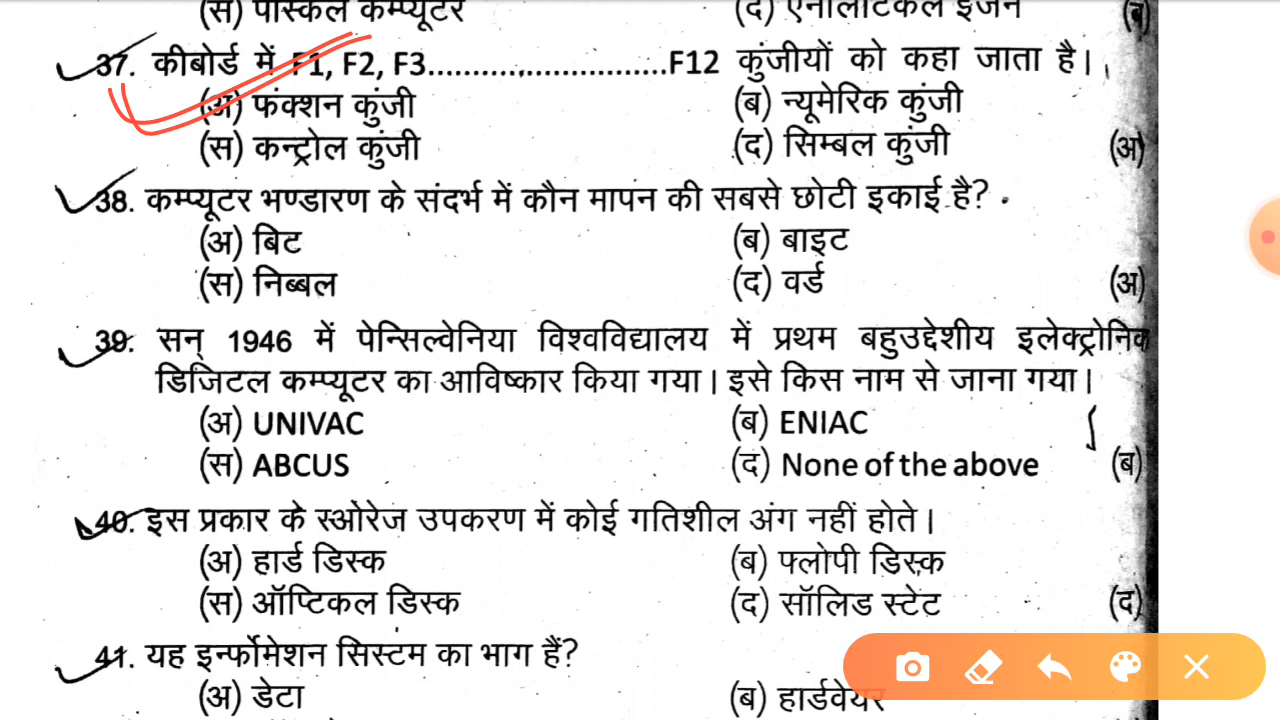 (स) पास्कल कम्प्यूटर (द) एनालिटिकल इंजन (ब)
37. कीबोर्ड में F1, F2, F3............................F12 कुंजीयों को कहा जाता है।
(अ) फंक्शन कुंजी (ब) न्यूमेरिक कुंजी
(स) कन्ट्रोल कुंजी (द) सिम्बल कुंजी (अ)
38. कम्प्यूटर भण्डारण के संदर्भ में कौन मापन की सबसे छोटी इकाई है?
(अ) बिट (ब) बाइट
(स) निब्बल (द) वर्ड (अ)
39. सन् 1946 में पेन्सिल्वेनिया विश्वविद्यालय में प्रथम बहुउद्देशीय इलेक्ट्रोनिक
डिजिटल कम्प्यूटर का आविष्कार किया गया। इसे किस नाम से जाना गया।
(अ) UNIVAC (ब) ENIAC
(स) ABCUS (द) None of the above (ब)
40. इस प्रकार के स्ओरेज उपकरण में कोई गतिशील अंग नहीं होते।
(अ) हार्ड डिस्क (ब) फ्लोपी डिस्क
(स) ऑप्टिकल डिस्क (द) सॉलिड स्टेट (द)
41. यह इन्फोर्मेशन सिस्टम का भाग हैं?
(अ) डेटा (ब) हार्डवेयर